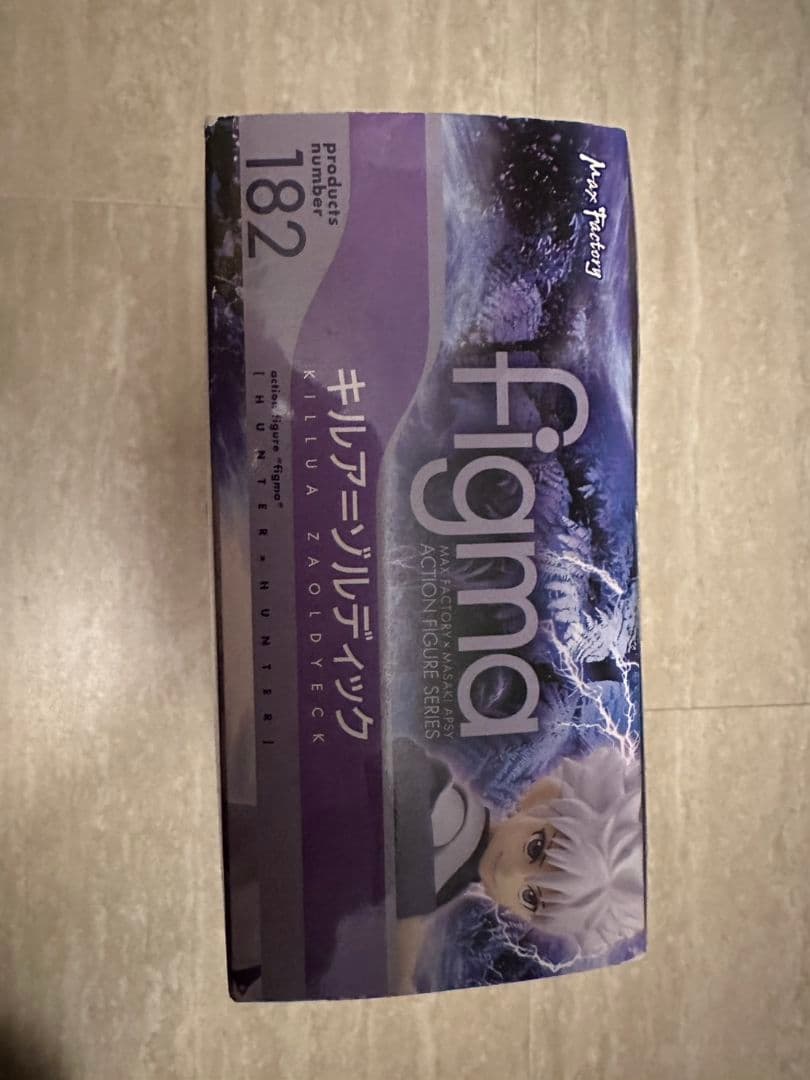 Max Factory
figma
MAX FACTORY × MASAKI APSY
ACTION FIGURE SERIES
products
number
182
キルア=ゾルディック
KILLUA ZAOLDYECK
action figure "figma"
[HUNTER×HUNTER]